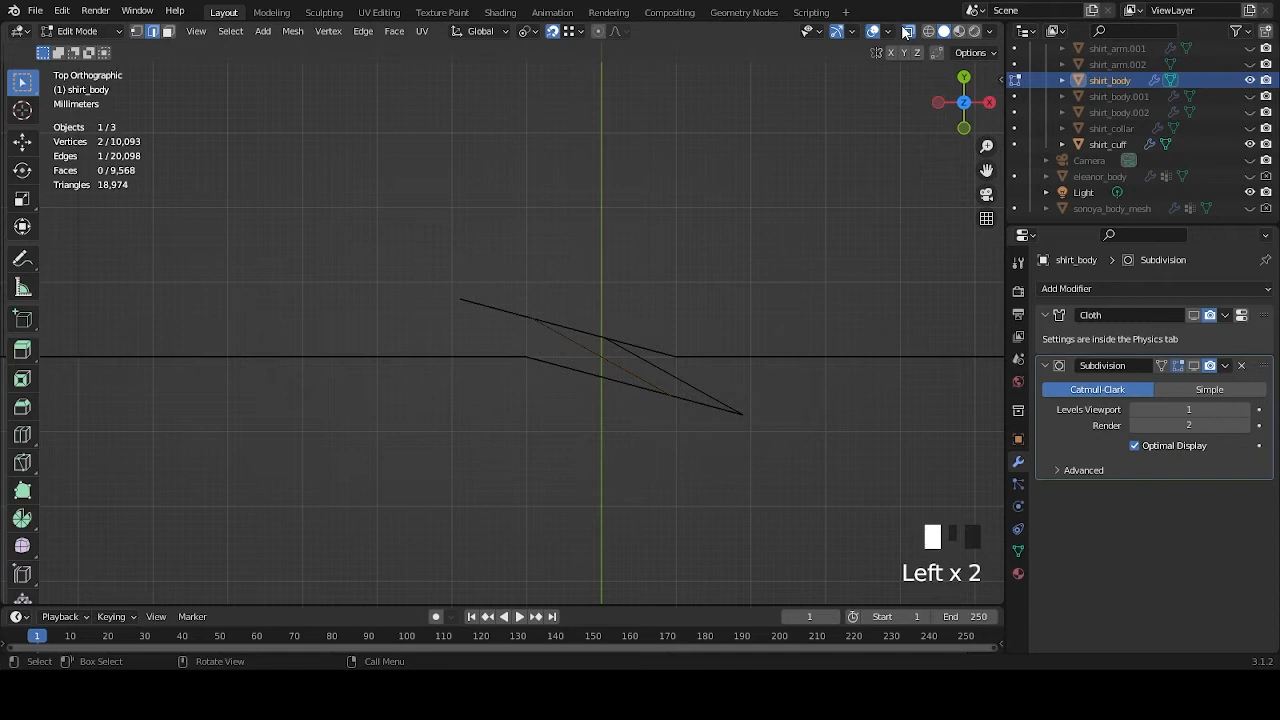 File Edit Render Window Help Layout Modeling Sculpting UV Editing Texture Paint Shading Animation Rendering Compositing Geometry Nodes Scripting + Scene ViewLayer
Edit Mode View Select Add Mesh Vertex Edge Face UV Global
X Y Z Options
Top Orthographic
(1) shirt_body
Millimeters
Objects 1 / 3
Vertices 2 / 10,093
Edges 1 / 20,098
Faces 0 / 9,568
Triangles 18,974
Y
Z X
Left x 2
shirt_arm.001
shirt_arm.002
shirt_body
shirt_body.001
shirt_body.002
shirt_collar
shirt_cuff
Camera
eleanor_body
Light
sonoya_body_mesh
shirt_body > Subdivision
Add Modifier
Cloth
Settings are inside the Physics tab
Subdivision
Catmull-Clark Simple
Levels Viewport 1
Render 2
Optimal Display
Advanced
Playback Keying View Marker 1 Start 1 End 250
1 10 20 30 40 50 60 70 80 90 100 110 120 130 140 150 160 170 180 190 200 210 220 230 240 250
Select Box Select Rotate View Call Menu 3.1.2